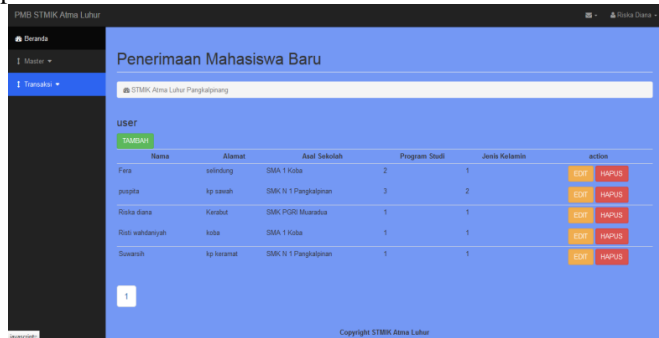 PMB STMIK Atma Luhur
Riska Diana
Beranda
Master
Transaksi
Penerimaan Mahasiswa Baru
STMIK Atma Luhur Pangkalpinang
user
TAMBAH
Nama Alamat Asal Sekolah Program Studi Jenis Kelamin action
Fera selindung SMA 1 Koba 2 1 EDIT HAPUS
puspita kp sawah SMK N 1 Pangkalpinan 3 2 EDIT HAPUS
Riska diana Kerabut SMK PGRI Muaradua 1 1 EDIT HAPUS
Risti wahdaniyah koba SMA 1 Koba 1 1 EDIT HAPUS
kp keramat SMK N 1 Pangkalpinan 1 1 EDIT HAPUS
1
Copyright STMIK Atma Luhur